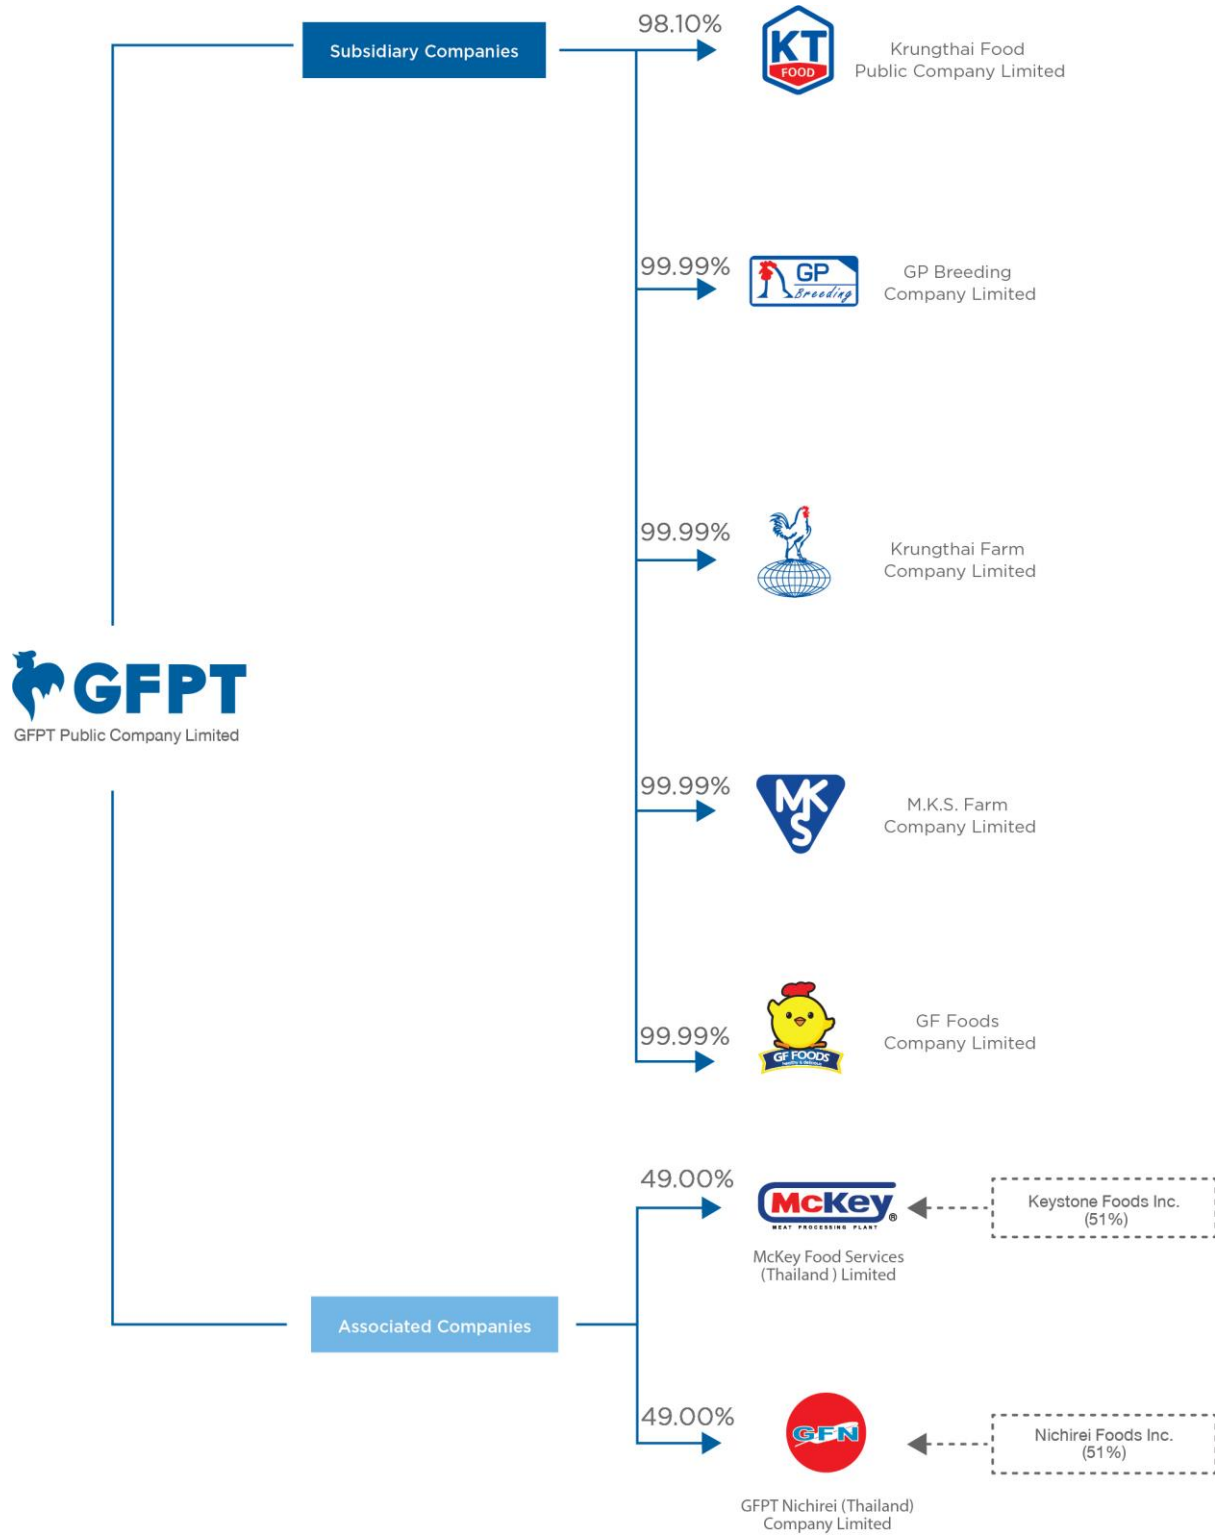 98.10%
Subsidiary Companies
KT
FOOD
Krungthai Food
Public Company Limited
99.99%
GP
Breeding
GP Breeding
Company Limited
99.99%
Krungthai Farm
Company Limited
GFPT
GFPT Public Company Limited
99.99%
MK
S
M.K.S. Farm
Company Limited
99.99%
GF FOODS
GF Foods
Company Limited
49.00%
McKey®
MEAT PROCESSING PLANT
Keystone Foods Inc.
(51%)
McKey Food Services
(Thailand ) Limited
Associated Companies
49.00%
GFN
Nichirei Foods Inc.
(51%)
GFPT Nichirei (Thailand)
Company Limited